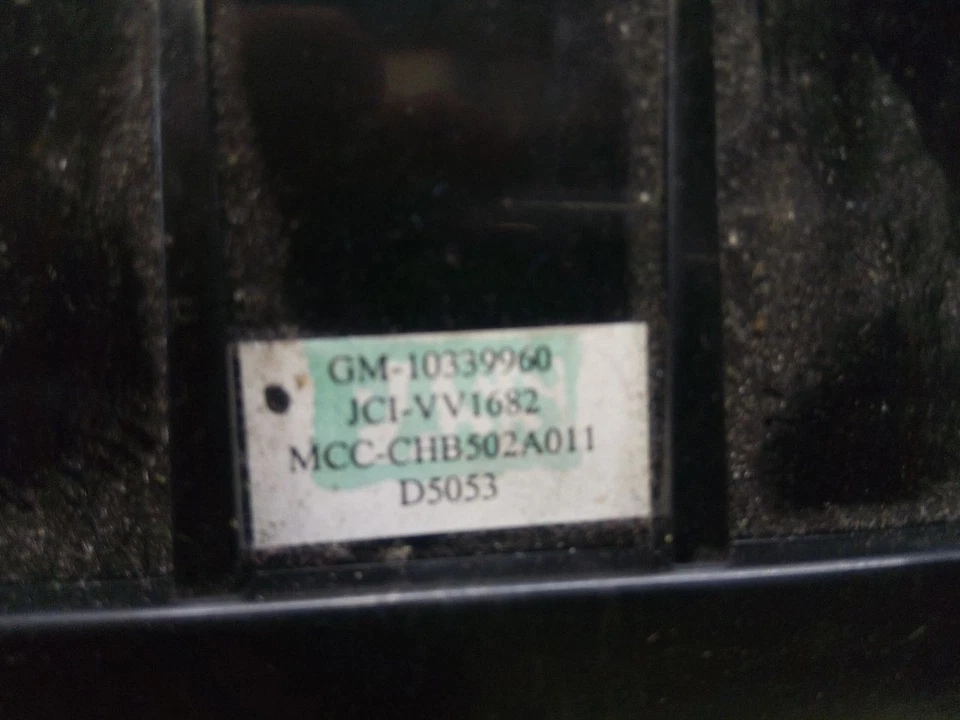 GM-10339960
JCI-VV1682
MCC-CHB502A011
D5053